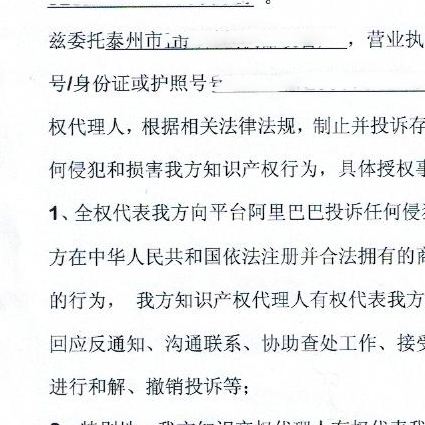 兹委托泰州市 市 ，营业执
号/身份证或护照号
权代理人，根据相关法律法规，制止并投诉存
何侵犯和损害我方知识产权行为，具体授权事
1、全权代表我方向平台阿里巴巴投诉任何侵
方在中华人民共和国依法注册并合法拥有的商
的行为， 我方知识产权代理人有权代表我方
回应反通知、沟通联系、协助查处工作、接受
进行和解、撤销投诉等；